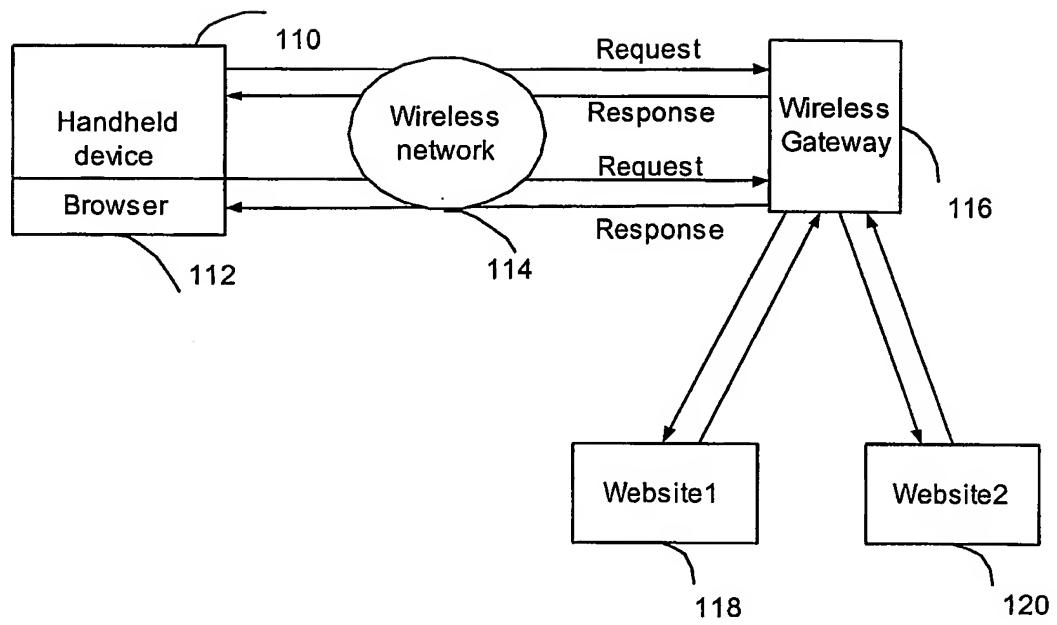 110
Request
Response
Handheld
device
Wireless
network
Wireless
Gateway
Request
Browser
Response
116
112
114
Website1
Website2
118
120